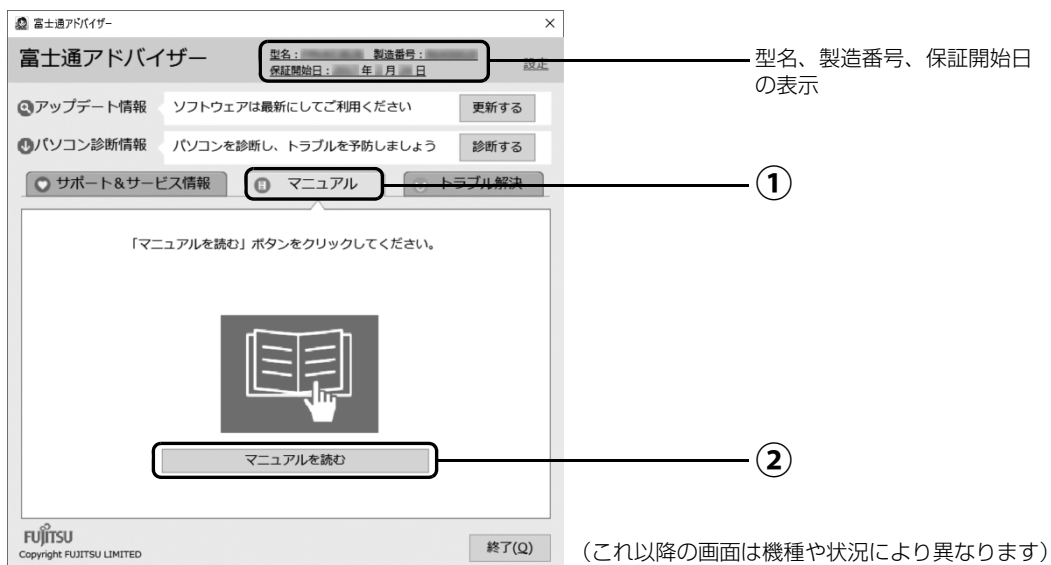 富士通アドバイザー
×
富士通アドバイザー
型名： 製造番号：
保証開始日： 年 月 日
設定
型名、製造番号、保証開始日
の表示
アップデート情報
ソフトウェアは最新にしてご利用ください
更新する
パソコン診断情報
パソコンを診断し、トラブルを予防しましょう
診断する
サポート&サービス情報
マニュアル
トラブル解決
①
「マニュアルを読む」ボタンをクリックしてください。
マニュアルを読む
②
FUJITSU
Copyright FUJITSU LIMITED
終了(Q)
（これ以降の画面は機種や状況により異なります）